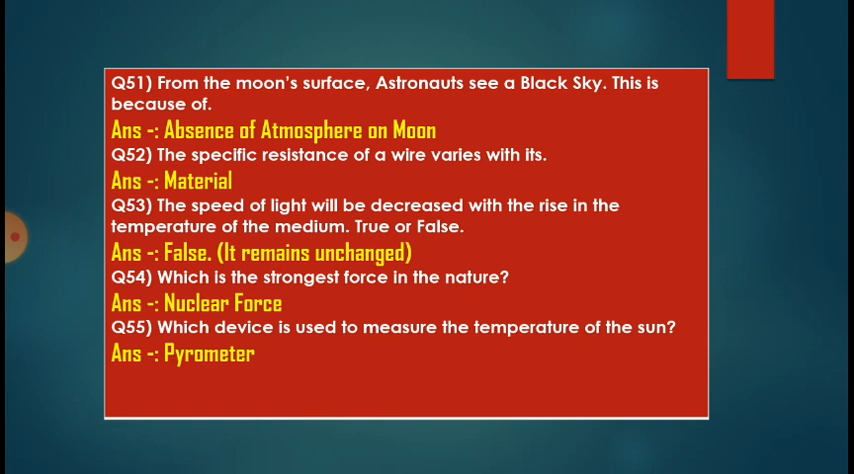 Q51) From the moon's surface, Astronauts see a Black Sky. This is
because of.
Ans -: Absence of Atmosphere on Moon
Q52) The specific resistance of a wire varies with its.
Ans -: Material
Q53) The speed of light will be decreased with the rise in the
temperature of the medium. True or False.
Ans -: False. (It remains unchanged)
Q54) Which is the strongest force in the nature?
Ans -: Nuclear Force
Q55) Which device is used to measure the temperature of the sun?
Ans -: Pyrometer